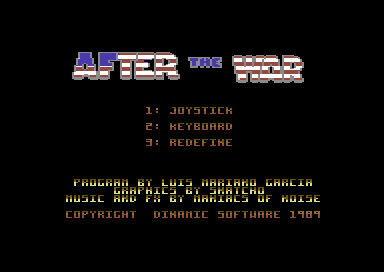 AFTER THE WAR
1: JOYSTICK
2: KEYBOARD
3: REDEFINE
PROGRAM BY LUIS MARIANO GARCIA
GRAPHICS BY SNATCHO
MUSIC AND FX BY MANIACS OF NOISE
COPYRIGHT DINAMIC SOFTWARE 1989